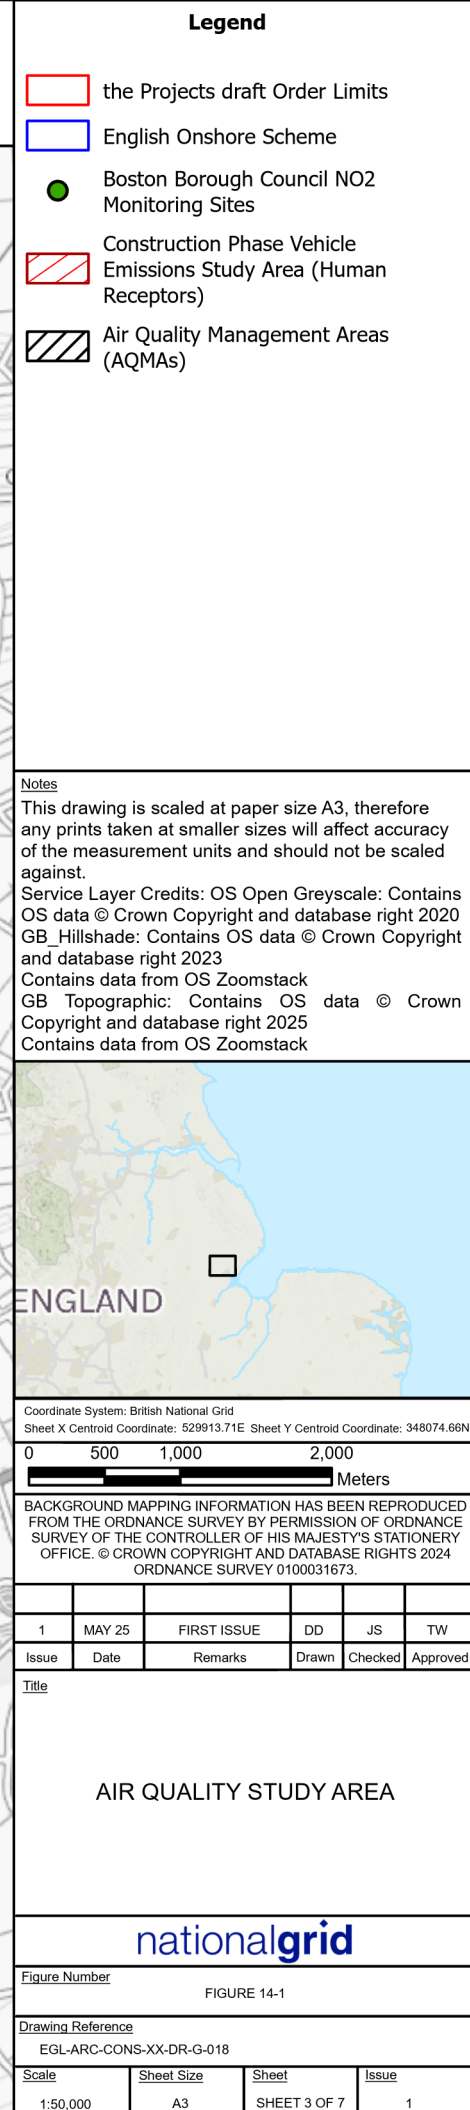 Legend
the Projects draft Order Limits
English Onshore Scheme
Boston Borough Council NO2
Monitoring Sites
Construction Phase Vehicle
Emissions Study Area (Human
Receptors)
Air Quality Management Areas
(AQMAs)
Notes
This drawing is scaled at paper size A3, therefore
any prints taken at smaller sizes will affect accuracy
of the measurement units and should not be scaled
against.
Service Layer Credits: OS Open Greyscale: Contains
OS data © Crown Copyright and database right 2020
GB_Hillshade: Contains OS data © Crown Copyright
and database right 2023
Contains data from OS Zoomstack
GB Topographic: Contains OS data © Crown
Copyright and database right 2025
Contains data from OS Zoomstack
ENGLAND
Coordinate System: British National Grid
Sheet X Centroid Coordinate: 529913.71E Sheet Y Centroid Coordinate: 348074.66N
0 500 1,000 2,000
Meters
BACKGROUND MAPPING INFORMATION HAS BEEN REPRODUCED
FROM THE ORDNANCE SURVEY BY PERMISSION OF ORDNANCE
SURVEY OF THE CONTROLLER OF HIS MAJESTY'S STATIONERY
OFFICE. © CROWN COPYRIGHT AND DATABASE RIGHTS 2024
ORDNANCE SURVEY 0100031673.
1 MAY 25 FIRST ISSUE DD JS TW
Issue Date Remarks Drawn Checked Approved
Title
AIR QUALITY STUDY AREA
nationalgrid
Figure Number
FIGURE 14-1
Drawing Reference
EGL-ARC-CONS-XX-DR-G-018
Scale Sheet Size Sheet Issue
1:50,000 A3 SHEET 3 OF 7 1